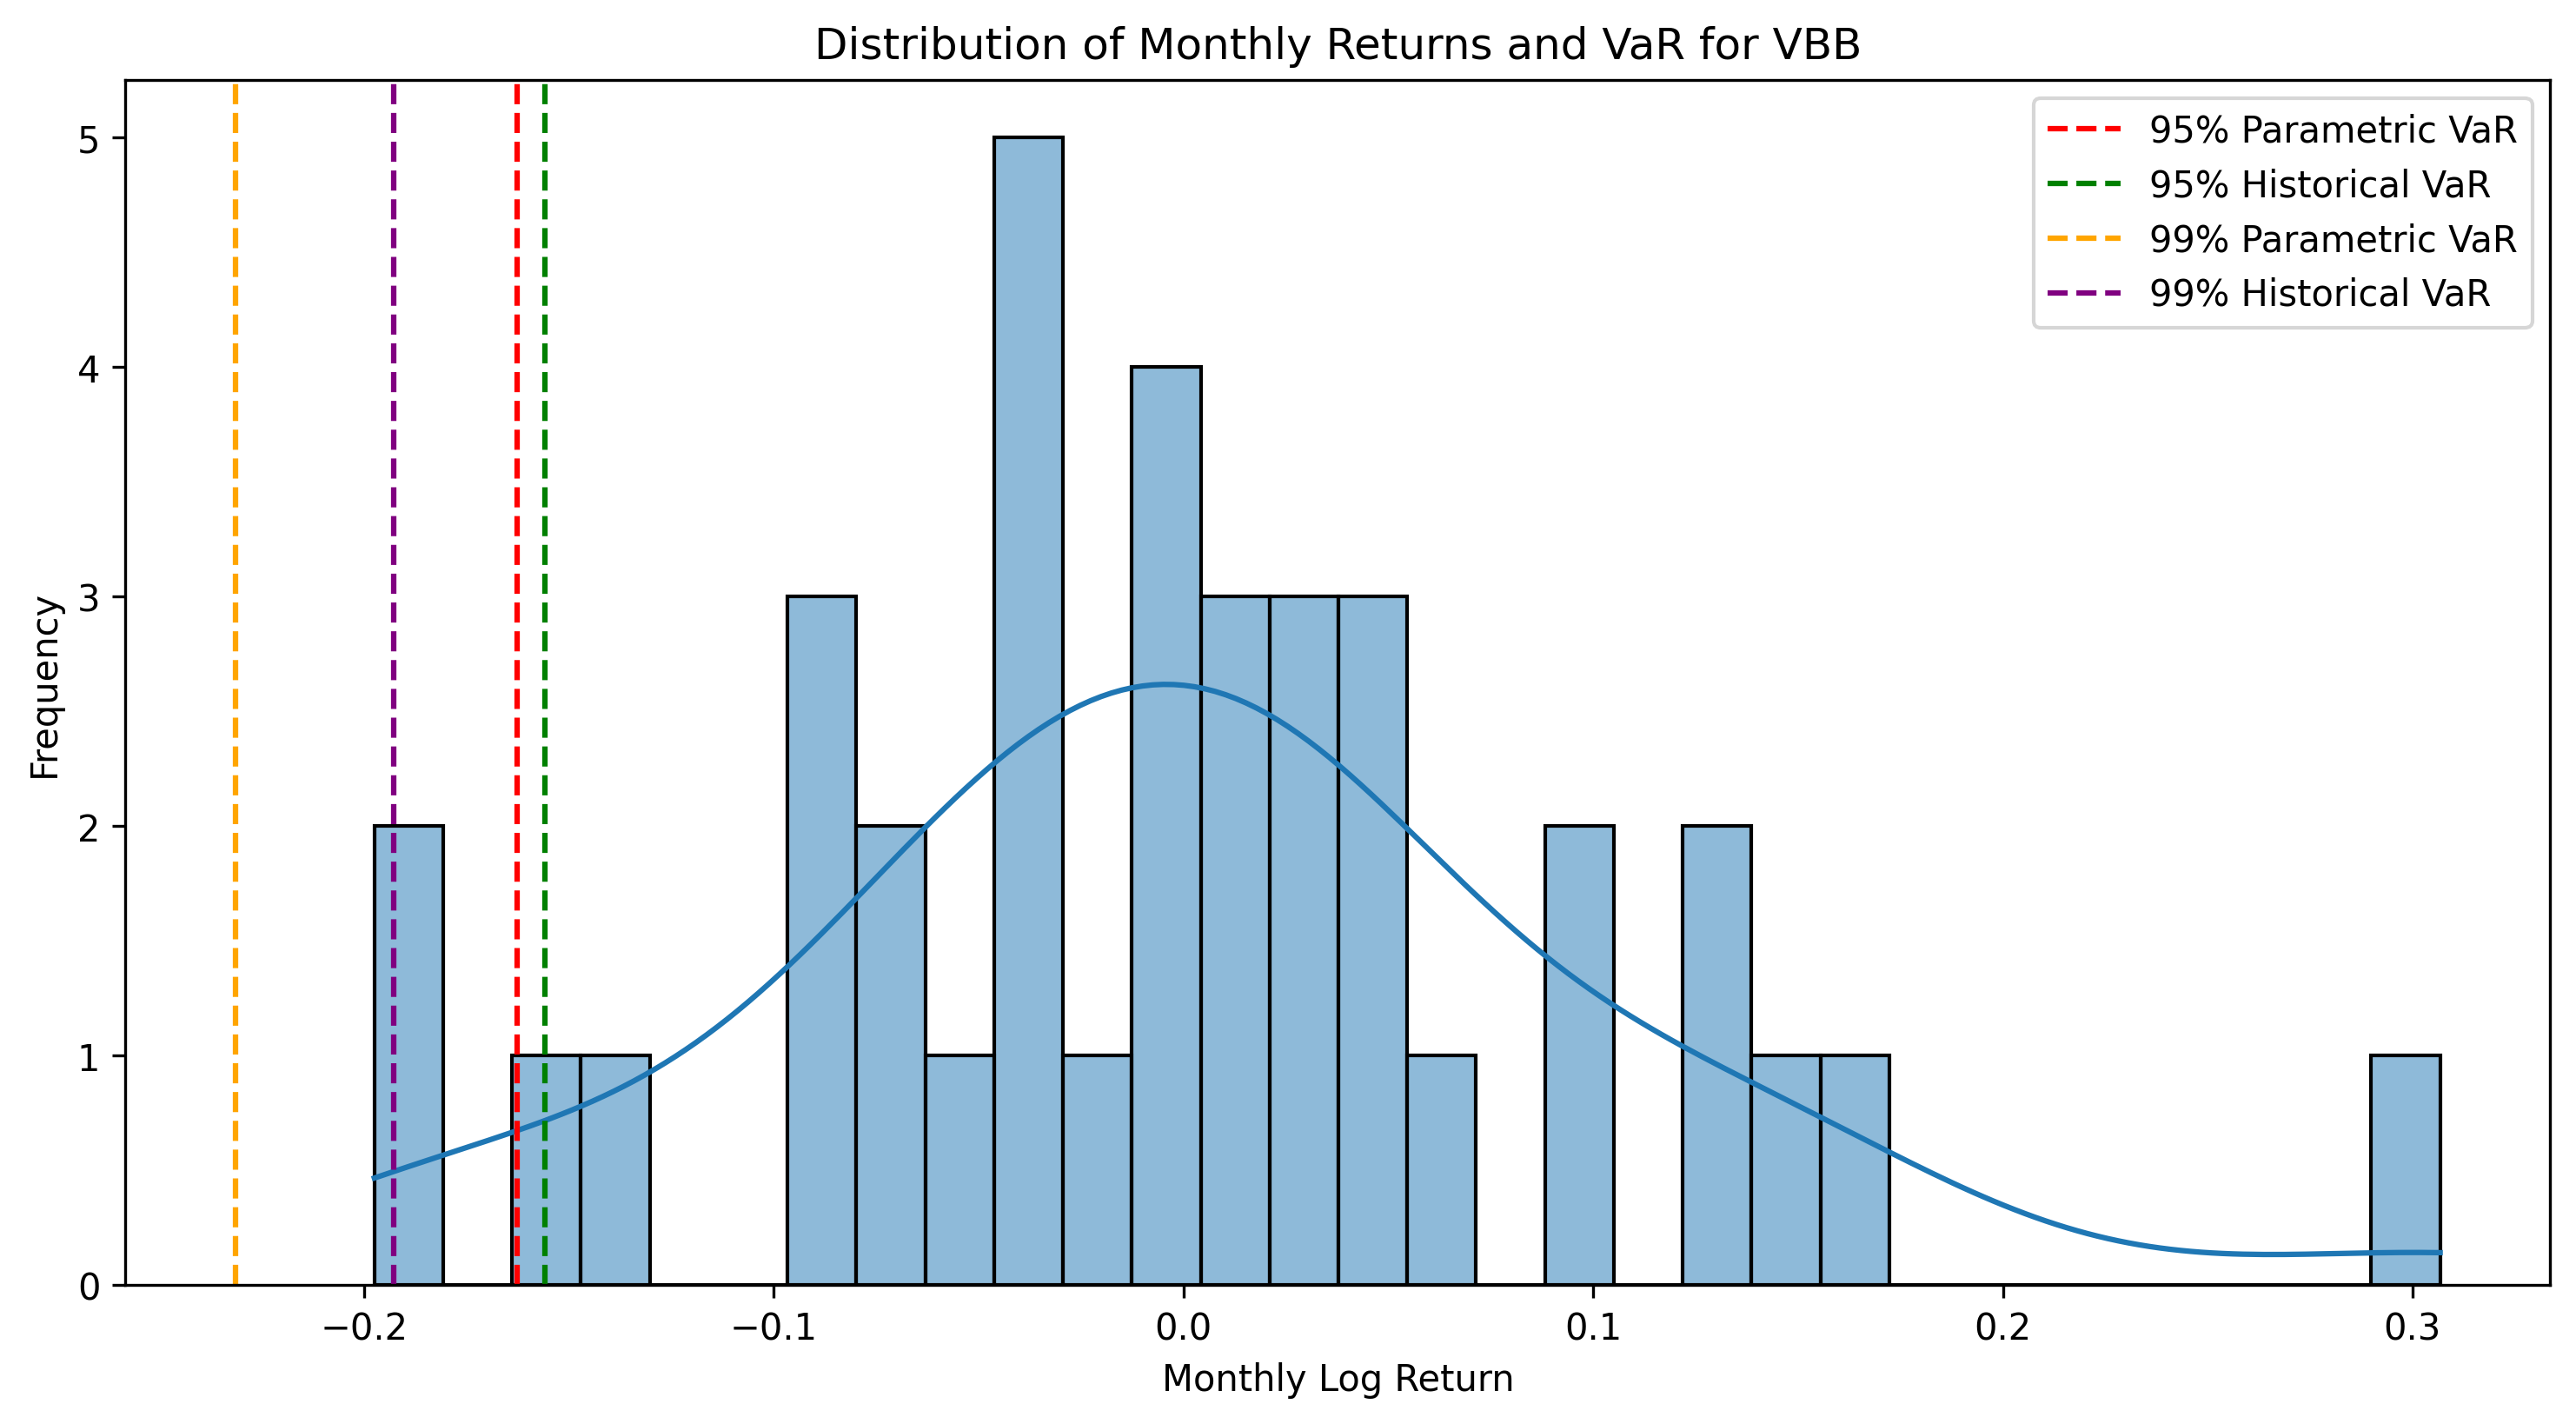 Distribution of Monthly Returns and VaR for VBB
95% Parametric VaR
95% Historical VaR
99% Parametric VaR
99% Historical VaR
Frequency
5
4
3
2
1
0
−0.2
−0.1
0.0
0.1
0.2
0.3
Monthly Log Return